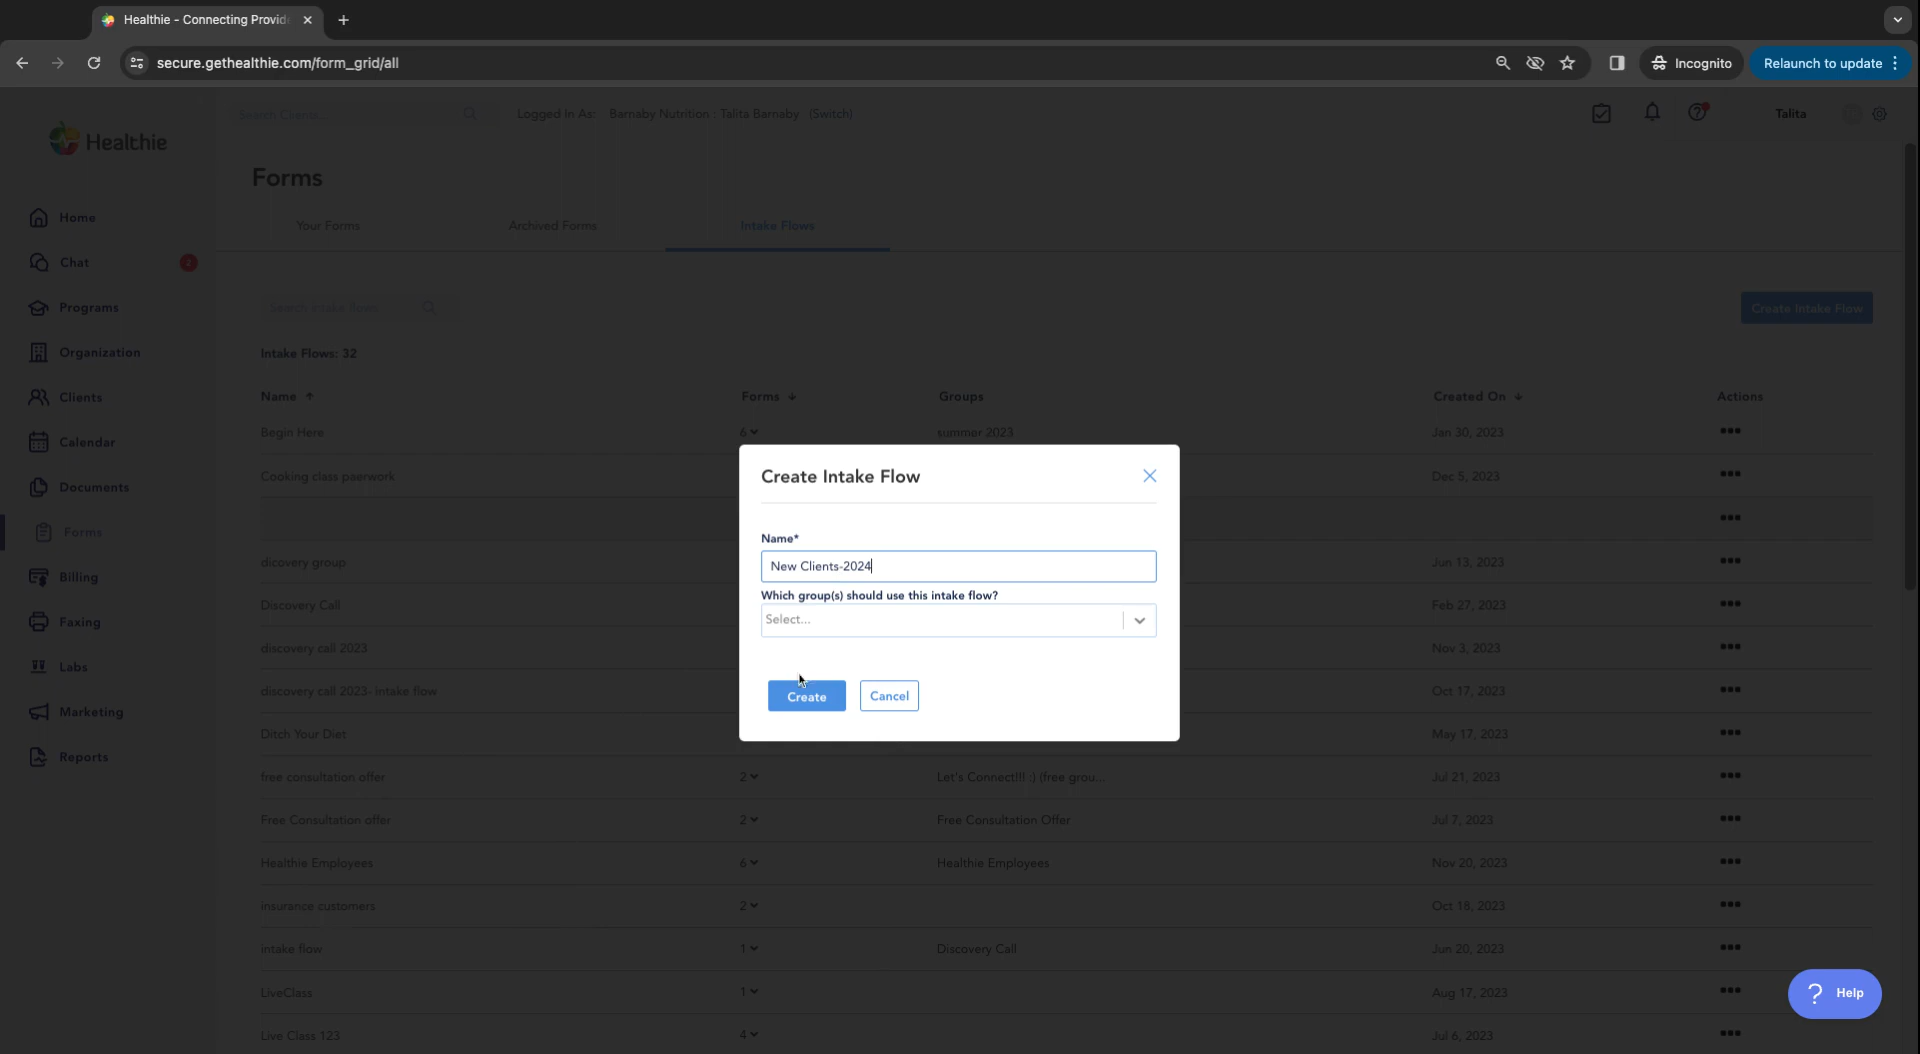 Healthie - Connecting Provid
secure.gethealthie.com/form_grid/all
Incognito
Relaunch to update
Healthie
Search Clients...
Logged In As: Barnaby Nutrition : Talita Barnaby (Switch)
Talita
Forms
Home
Chat
2
Programs
Organization
Clients
Calendar
Documents
Forms
Billing
Faxing
Labs
Marketing
Reports
Your Forms
Archived Forms
Intake Flows
Search intake flows
Create Intake Flow
Intake Flows: 32
Name
Forms
Groups
Created On
Actions
Begin Here 6 summer 2023 Jan 30, 2023
Cooking class paerwork Dec 5, 2023
dicovery group Jun 13, 2023
Discovery Call Feb 27, 2023
discovery call 2023 Nov 3, 2023
discovery call 2023- intake flow Oct 17, 2023
Ditch Your Diet May 17, 2023
free consultation offer 2 Let's Connect!!! :) (free grou... Jul 21, 2023
Free Consultation offer 2 Free Consultation Offer Jul 7, 2023
Healthie Employees 6 Healthie Employees Nov 20, 2023
insurance customers 2 Oct 18, 2023
intake flow 1 Discovery Call Jun 20, 2023
LiveClass 1 Aug 17, 2023
Live Class 123 4 Jul 6, 2023
Create Intake Flow
Name*
New Clients-2024
Which group(s) should use this intake flow?
Select...
Create
Cancel
? Help